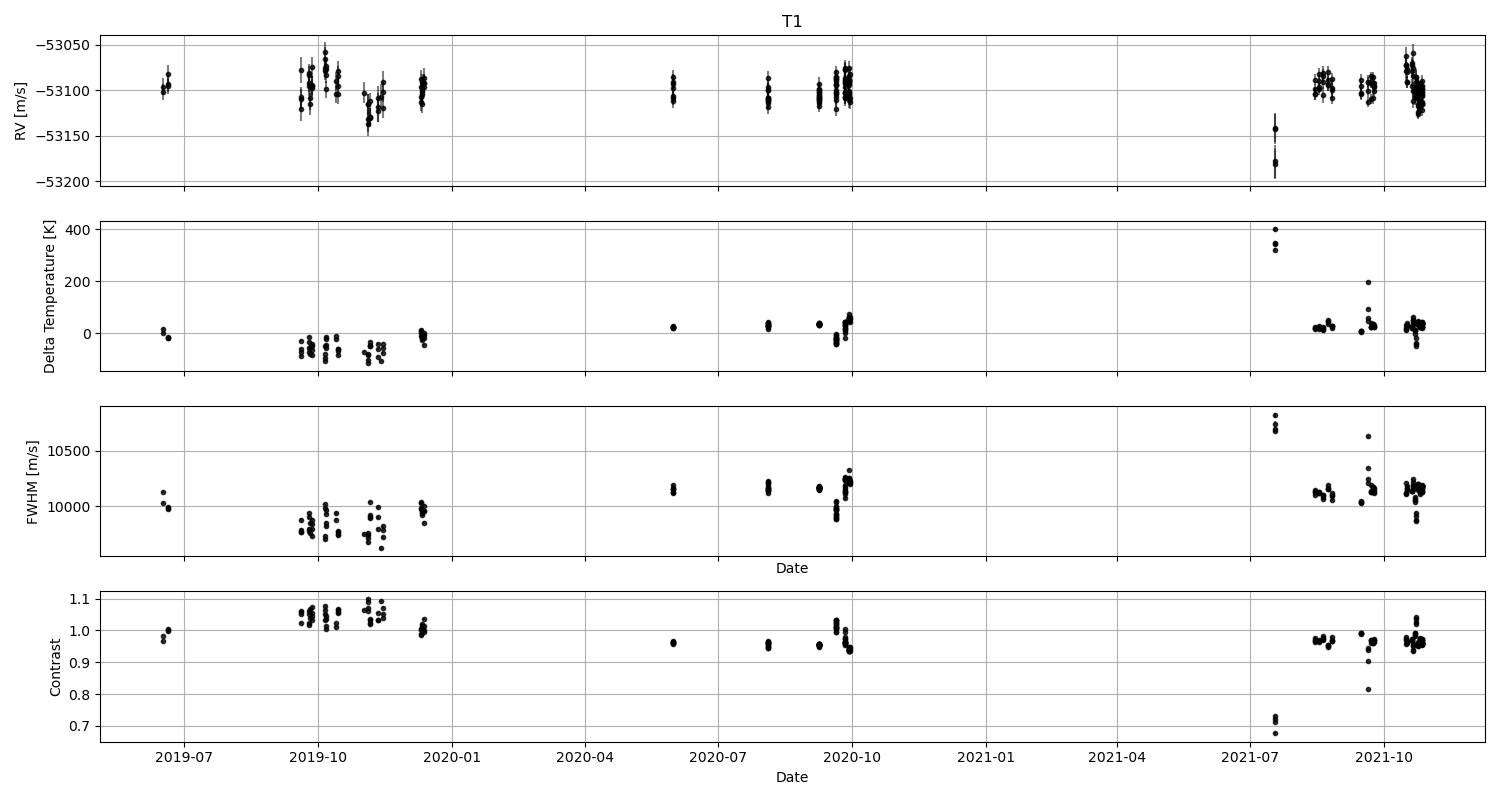 T1
−53050
−53100
−53150
−53200
RV [m/s]
400
200
0
Delta Temperature [K]
10500
10000
FWHM [m/s]
Date
1.1
1.0
0.9
0.8
0.7
Contrast
2019-07 2019-10 2020-01 2020-04 2020-07 2020-10 2021-01 2021-04 2021-07 2021-10
Date